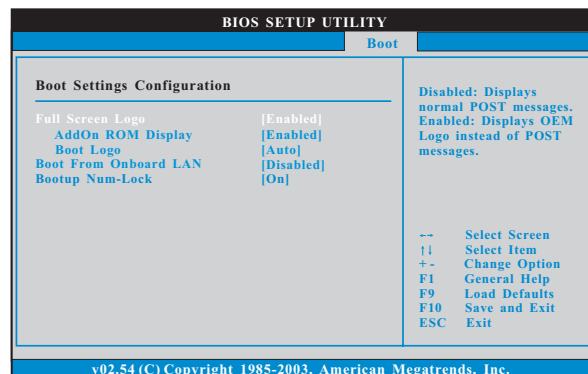 BIOS SETUP UTILITY
Boot
Boot Settings Configuration
Full Screen Logo [Enabled]
AddOn ROM Display [Enabled]
Boot Logo [Auto]
Boot From Onboard LAN [Disabled]
Bootup Num-Lock [On]
Disabled: Displays
normal POST messages.
Enabled: Displays OEM
Logo instead of POST
messages.
←→ Select Screen
↑↓ Select Item
+- Change Option
F1 General Help
F9 Load Defaults
F10 Save and Exit
ESC Exit
v02.54 (C) Copyright 1985-2003, American Megatrends, Inc.